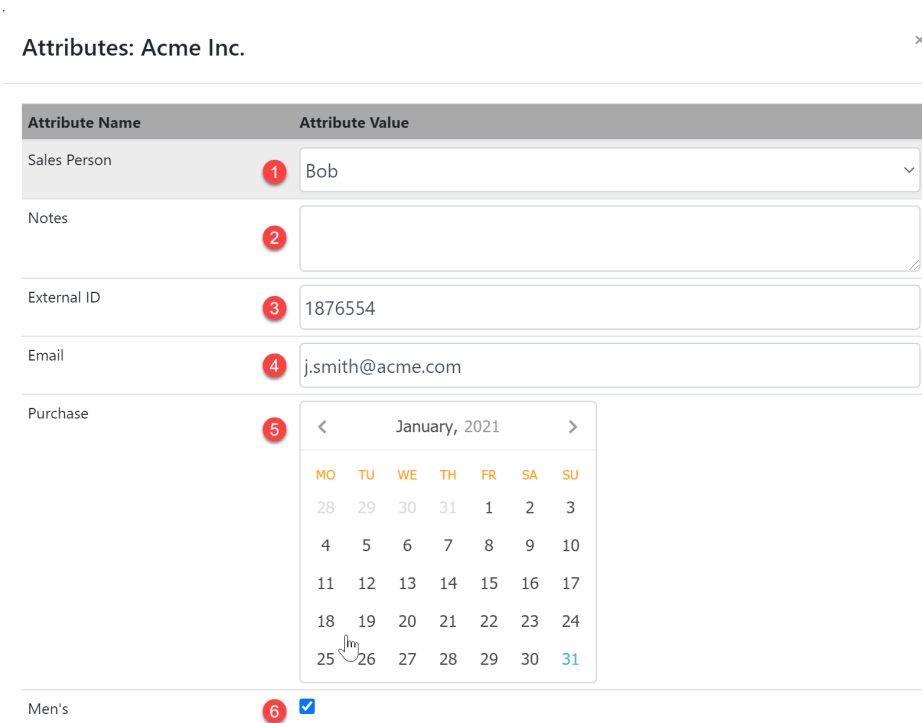 Attributes: Acme Inc.
×
Attribute Name Attribute Value
Sales Person 1 Bob
Notes 2
External ID 3 1876554
Email 4 j.smith@acme.com
Purchase 5 January, 2021
MO TU WE TH FR SA SU
28 29 30 31 1 2 3
4 5 6 7 8 9 10
11 12 13 14 15 16 17
18 19 20 21 22 23 24
25 26 27 28 29 30 31
Men's 6